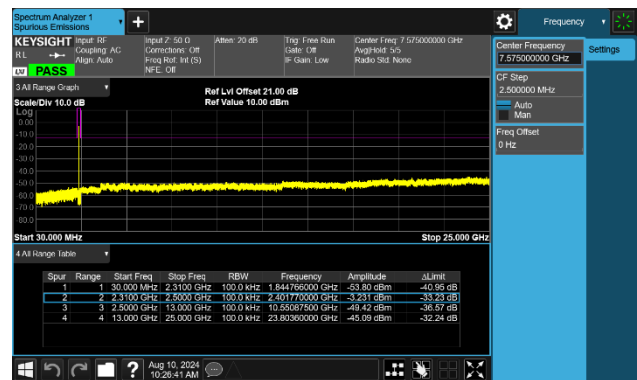 Spectrum Analyzer 1
Spurious Emissions
Frequency
KEYSIGHT Input: RF Input Z: 50 Ω Atten: 20 dB Trig: Free Run Center Freq: 7.575000000 GHz
RL Coupling: AC Corrections: Off Gate: Off Avg|Hold: 5/5
Align: Auto Freq Ref: Int (S) IF Gain: Low Radio Std: None
LXI PASS NFE: Off
Center Frequency
7.575000000 GHz
Settings
CF Step
2.500000 MHz
Auto
Man
Freq Offset
0 Hz
3 All Range Graph
Ref Lvl Offset 21.00 dB
Scale/Div 10.0 dB Ref Value 10.00 dBm
Log
0.00
-10.0
-20.0
-30.0
-40.0
-50.0
-60.0
-70.0
-80.0
Start 30.000 MHz Stop 25.000 GHz
4 All Range Table
Spur Range Start Freq Stop Freq RBW Frequency Amplitude ΔLimit
1 1 30.000 MHz 2.3100 GHz 100.0 kHz 1.844766000 GHz -53.80 dBm -40.95 dB
2 2 2.3100 GHz 2.5000 GHz 100.0 kHz 2.401770000 GHz -3.231 dBm -33.23 dB
3 3 2.5000 GHz 13.000 GHz 100.0 kHz 10.55087500 GHz -49.42 dBm -36.57 dB
4 4 13.000 GHz 25.000 GHz 100.0 kHz 23.80360000 GHz -45.09 dBm -32.24 dB
Aug 10, 2024
10:26:41 AM